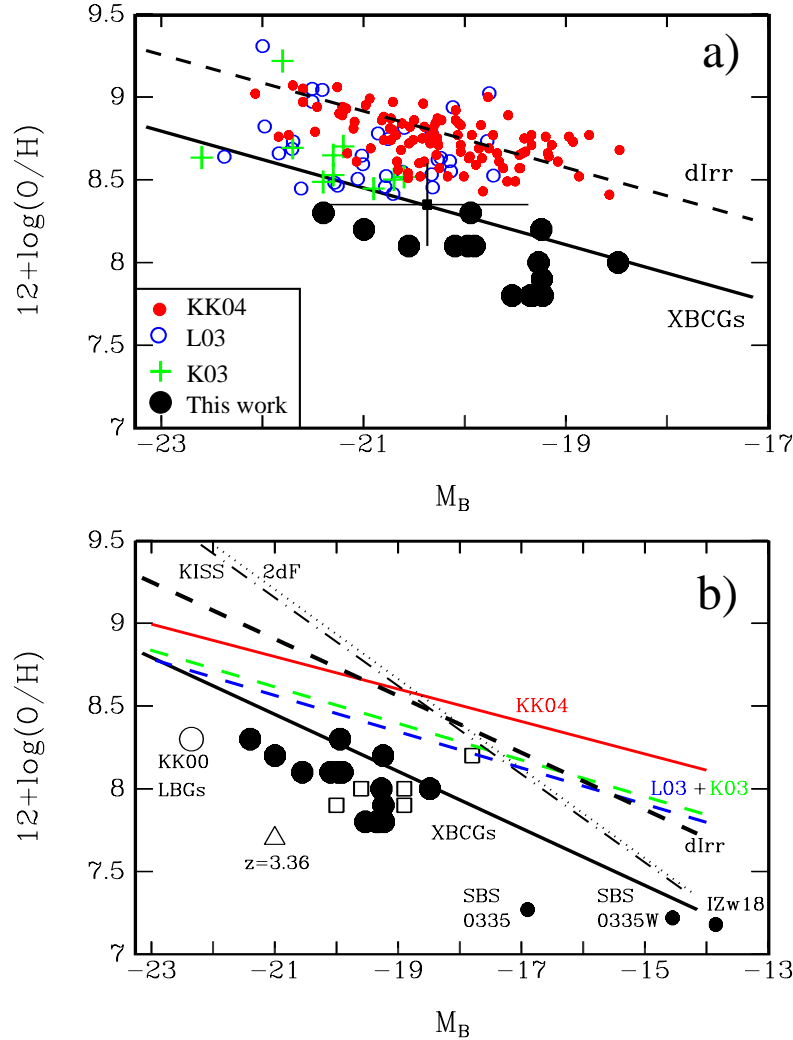 9.5
a)
9
dIrr
8.5
12+log(O/H)
8
XBCGs
KK04
L03
7.5
K03
This work
7
−23
−21
−19
−17
M_B
9.5
KISS
2dF
b)
9
KK04
8.5
12+log(O/H)
KK00
LBGs
8
L03 + K03
XBCGs
dIrr
z=3.36
7.5
SBS
0335
SBS
0335W
IZw18
7
−23
−21
−19
−17
−15
−13
M_B